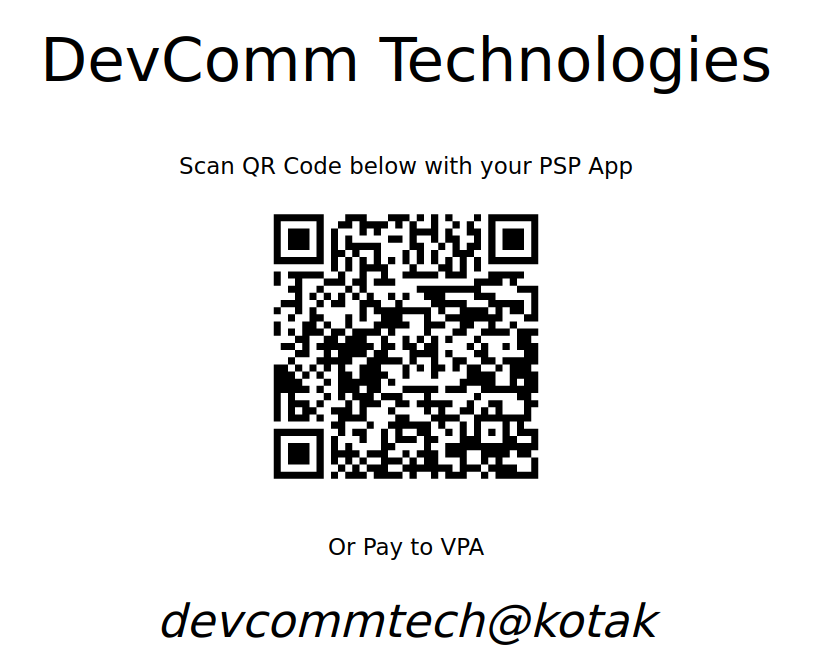 DevComm Technologies
Scan QR Code below with your PSP App
Or Pay to VPA
devcommtech@kotak